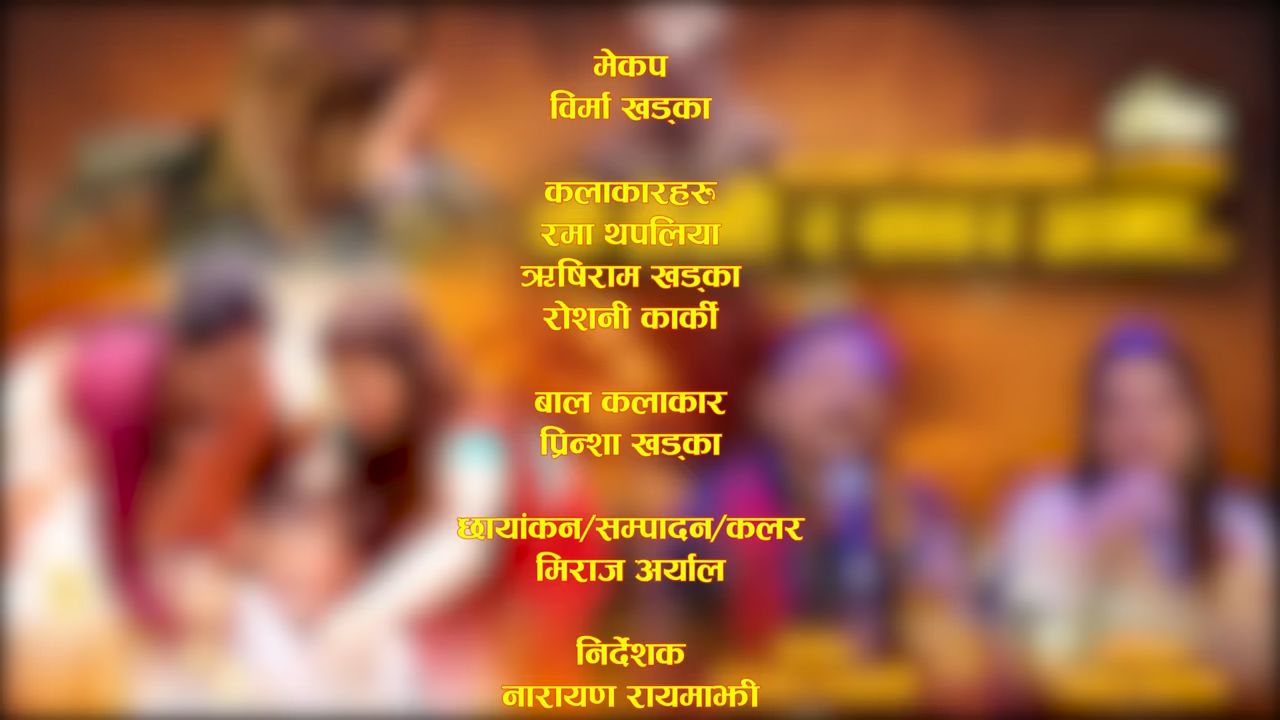 मेकप
विर्मा खड्का
कलाकारहरू
रमा थपलिया
ऋषिराम खड्का
रोशनी कार्की
बाल कलाकार
प्रिन्शा खड्का
छायांकन/सम्पादन/कलर
मिराज अर्याल
निर्देशक
नारायण रायमाझी